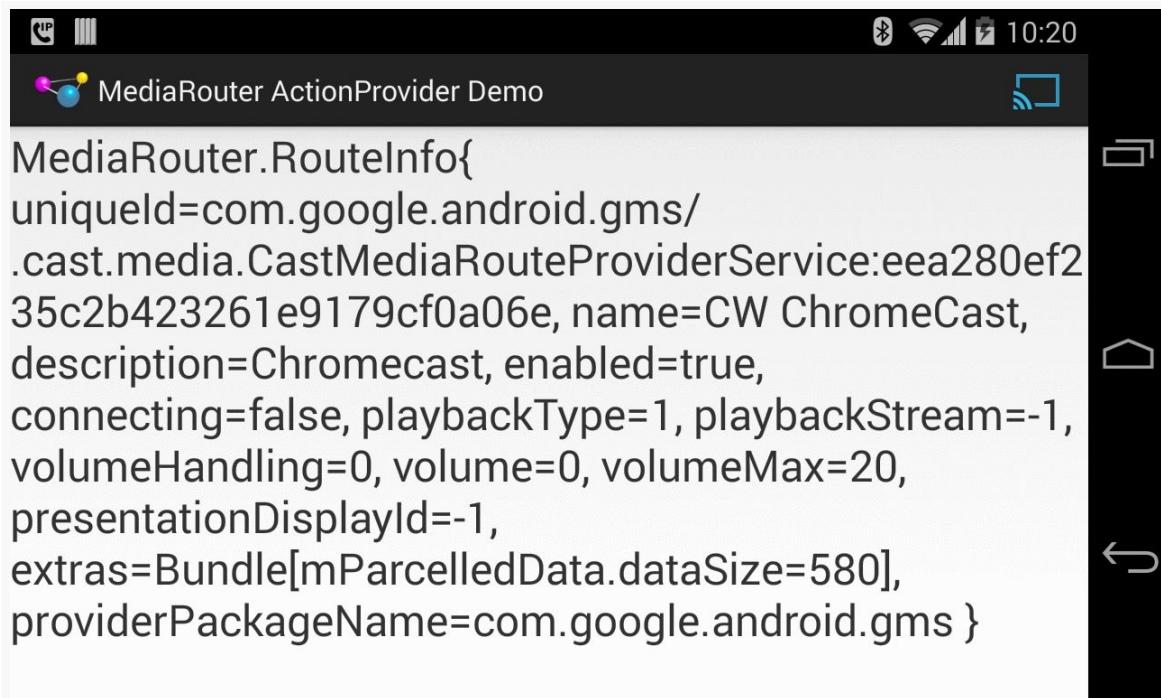 IP
10:20
MediaRouter ActionProvider Demo
MediaRouter.RouteInfo{
uniqueId=com.google.android.gms/
.cast.media.CastMediaRouteProviderService:eea280ef2
35c2b423261e9179cf0a06e, name=CW ChromeCast,
description=Chromecast, enabled=true,
connecting=false, playbackType=1, playbackStream=-1,
volumeHandling=0, volume=0, volumeMax=20,
presentationDisplayId=-1,
extras=Bundle[mParcelledData.dataSize=580],
providerPackageName=com.google.android.gms }